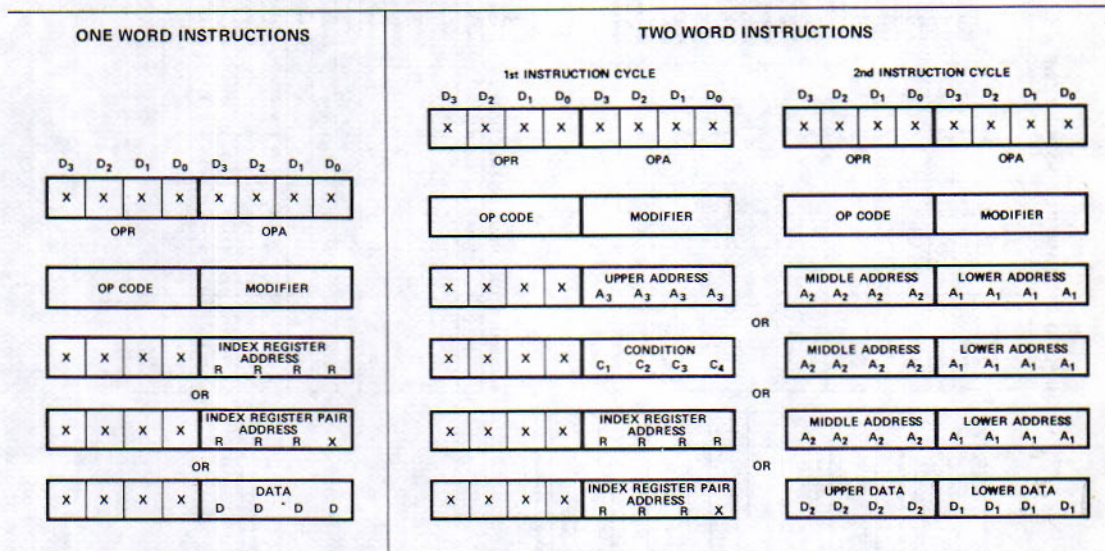 ONE WORD INSTRUCTIONS
D3 D2 D1 D0 D3 D2 D1 D0
X X X X X X X X
OPR OPA
OP CODE MODIFIER
X X X X INDEX REGISTER ADDRESS
R R R R
OR
X X X X INDEX REGISTER PAIR ADDRESS
R R R X
OR
X X X X DATA
D D D D
TWO WORD INSTRUCTIONS
1st INSTRUCTION CYCLE 2nd INSTRUCTION CYCLE
D3 D2 D1 D0 D3 D2 D1 D0 D3 D2 D1 D0 D3 D2 D1 D0
X X X X X X X X X X X X X X X X
OPR OPA OPR OPA
OP CODE MODIFIER OP CODE MODIFIER
X X X X UPPER ADDRESS MIDDLE ADDRESS LOWER ADDRESS
A3 A3 A3 A3 A2 A2 A2 A2 A1 A1 A1 A1
OR
X X X X CONDITION MIDDLE ADDRESS LOWER ADDRESS
C1 C2 C3 C4 A2 A2 A2 A2 A1 A1 A1 A1
OR
X X X X INDEX REGISTER ADDRESS MIDDLE ADDRESS LOWER ADDRESS
R R R R A2 A2 A2 A2 A1 A1 A1 A1
OR
X X X X INDEX REGISTER PAIR ADDRESS UPPER DATA LOWER DATA
R R R X D2 D2 D2 D2 D1 D1 D1 D1